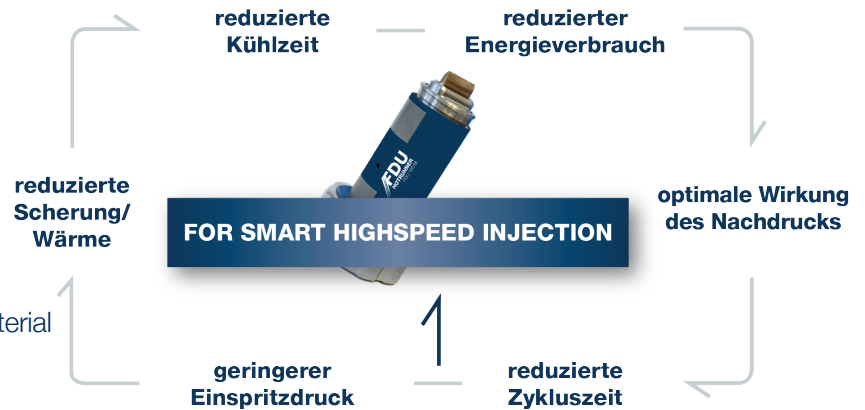 reduzierte
Kühlzeit
reduzierter
Energieverbrauch
reduzierte
Scherung/
Wärme
FDU
HOTRUNNER
optimale Wirkung
des Nachdrucks
FOR SMART HIGHSPEED INJECTION
terial
geringerer
Einspritzdruck
reduzierte
Zykluszeit